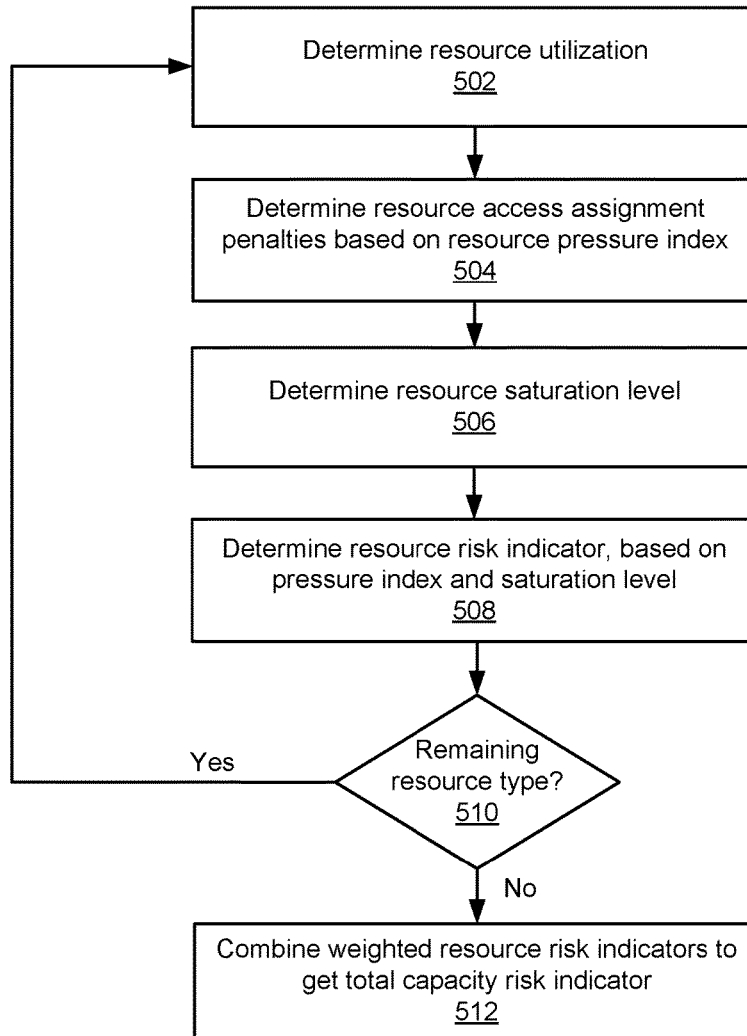 Determine resource utilization
502
Determine resource access assignment
penalties based on resource pressure index
504
Determine resource saturation level
506
Determine resource risk indicator, based on
pressure index and saturation level
508
Remaining
resource type?
510
Yes
No
Combine weighted resource risk indicators to
get total capacity risk indicator
512